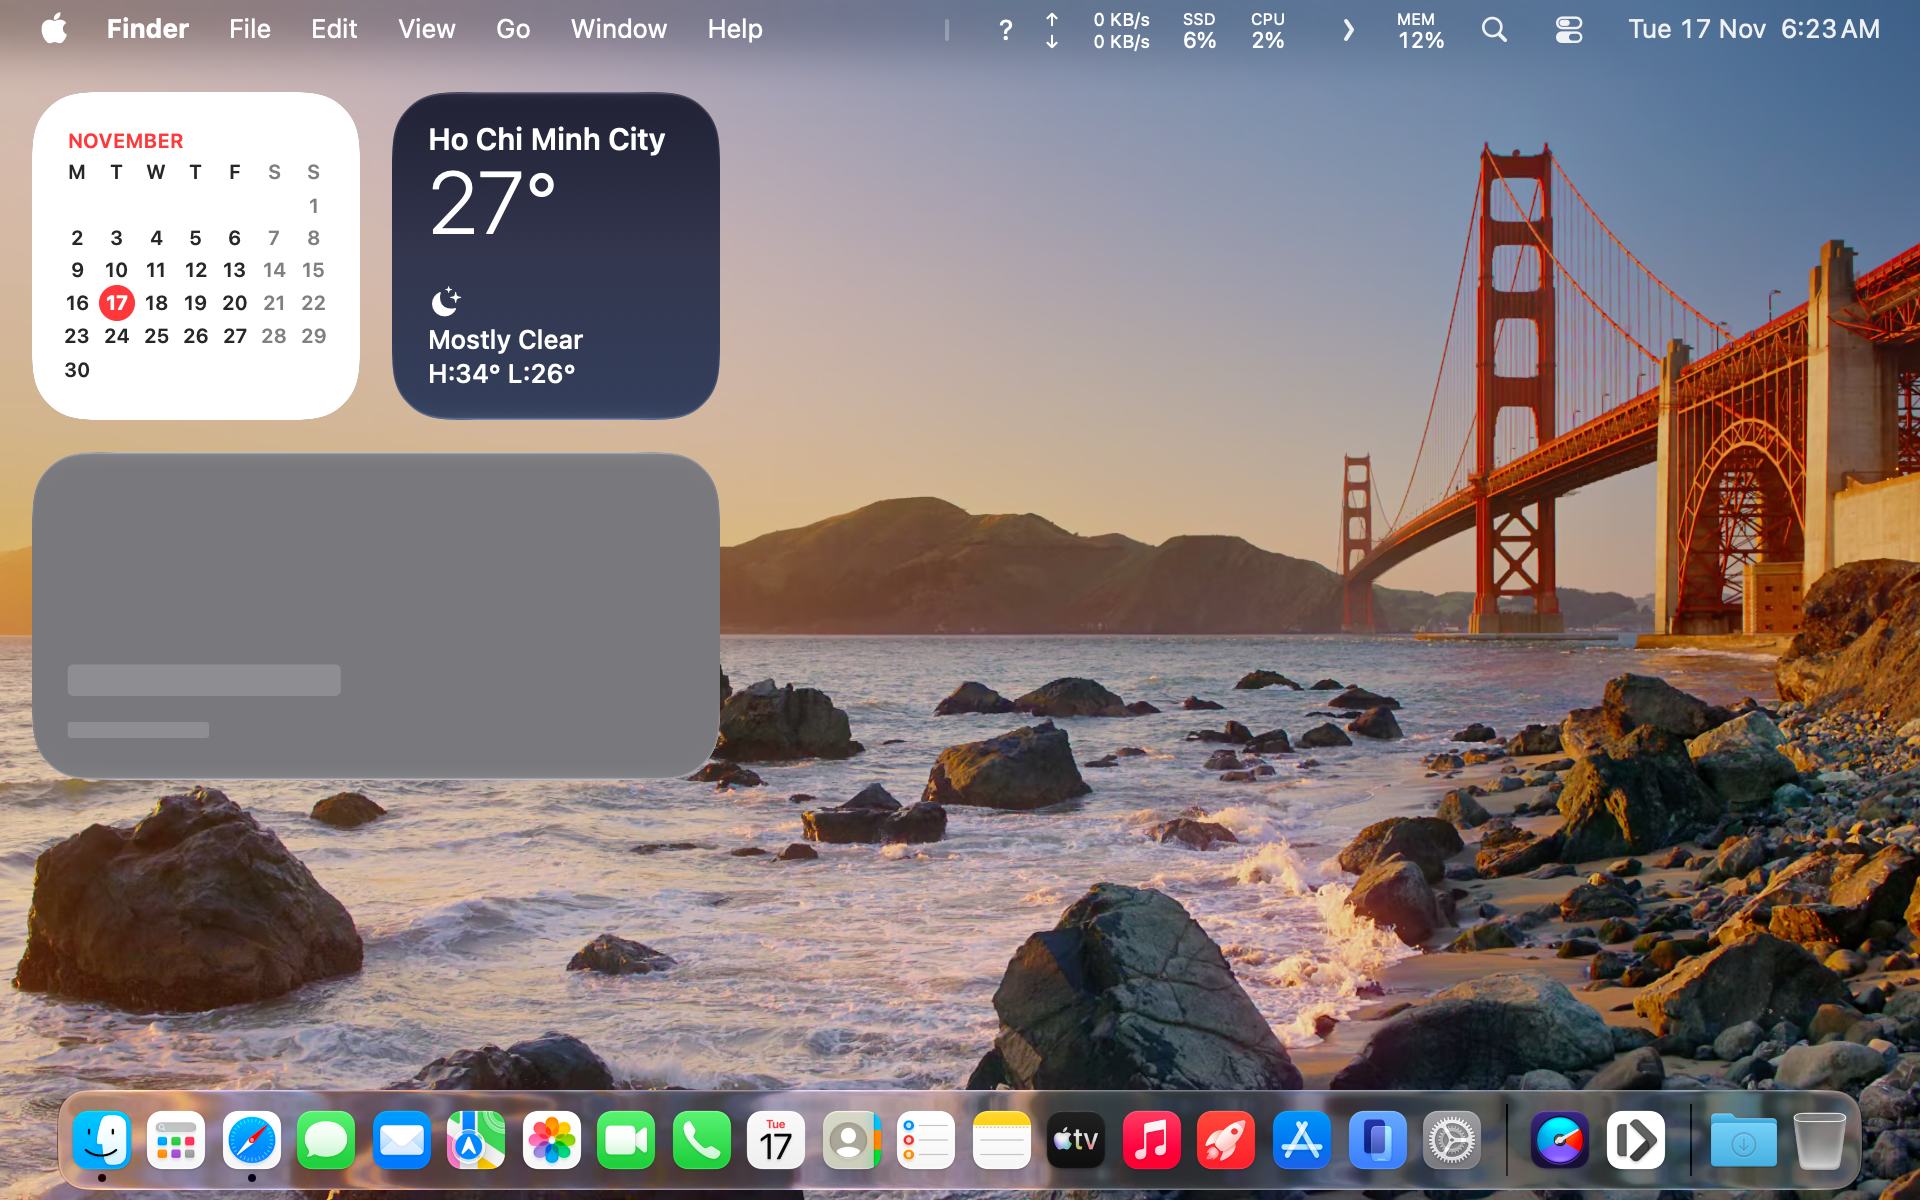 Finder File Edit View Go Window Help
? ↑ 0 KB/s
↓ 0 KB/s
SSD
6%
CPU
2%
❯
MEM
12%
Tue 17 Nov 6:23 AM
NOVEMBER
M T W T F S S
1
2 3 4 5 6 7 8
9 10 11 12 13 14 15
16 17 18 19 20 21 22
23 24 25 26 27 28 29
30
Ho Chi Minh City
27°
Mostly Clear
H:34° L:26°
Tue
17
tv